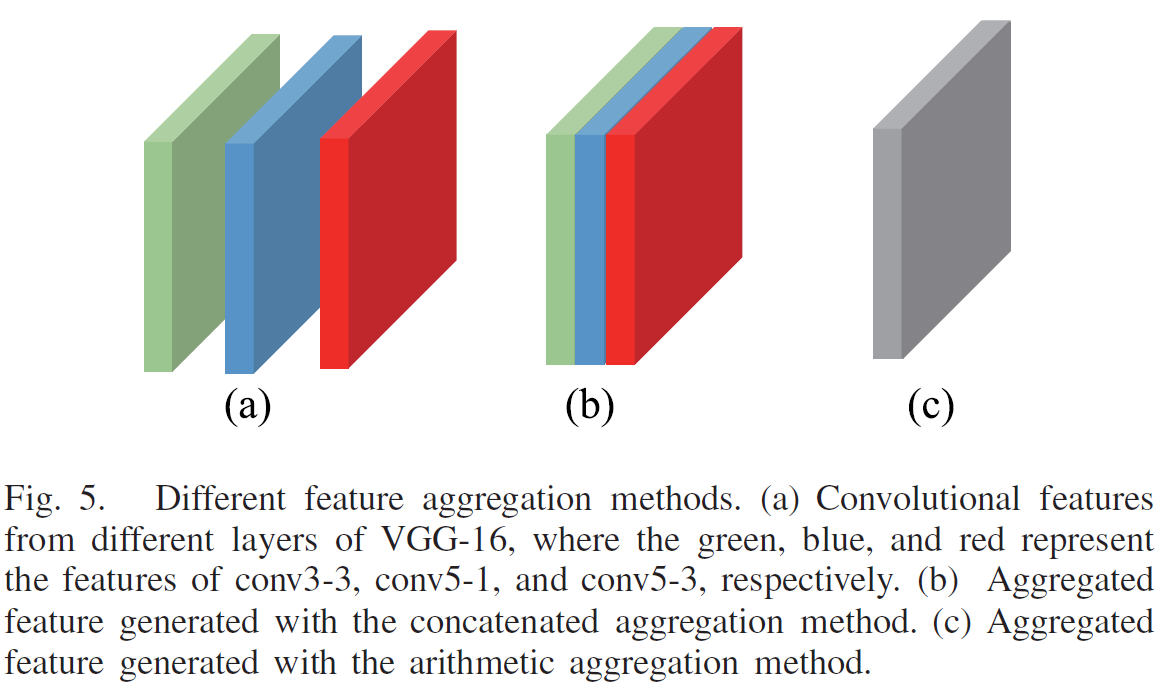 (a) (b) (c)
Fig. 5. Different feature aggregation methods. (a) Convolutional features
from different layers of VGG-16, where the green, blue, and red represent
the features of conv3-3, conv5-1, and conv5-3, respectively. (b) Aggregated
feature generated with the concatenated aggregation method. (c) Aggregated
feature generated with the arithmetic aggregation method.